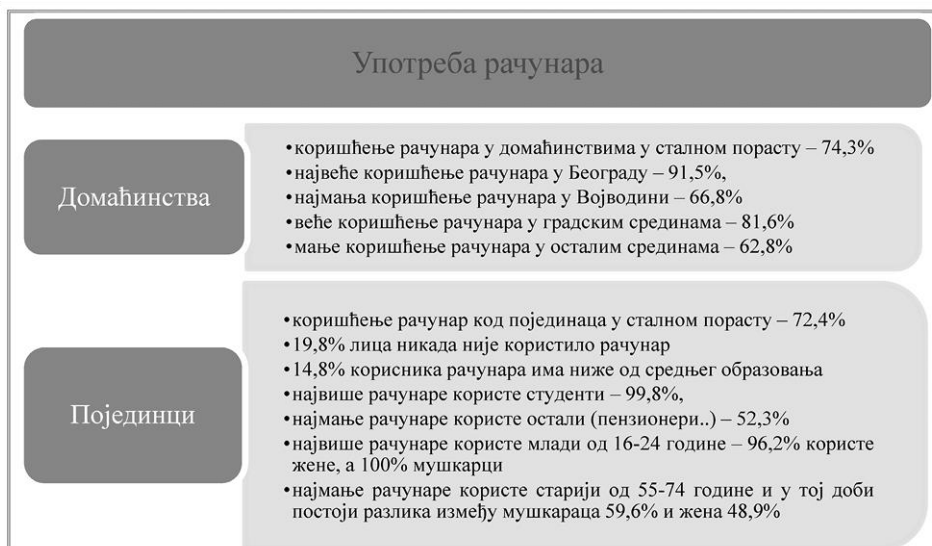 Употреба рачунара
Домаћинства
•коришћење рачунара у домаћинствима у сталном порасту – 74,3%
•највеће коришћење рачунара у Београду – 91,5%,
•најмања коришћење рачунара у Војводини – 66,8%
•веће коришћење рачунара у градским срединама – 81,6%
•мање коришћење рачунара у осталим срединама – 62,8%
Појединци
•коришћење рачунар код појединаца у сталном порасту – 72,4%
•19,8% лица никада није користило рачунар
•14,8% корисника рачунара има ниже од средњег образовања
•највише рачунаре користе студенти – 99,8%,
•најмање рачунаре користе остали (пензионери..) – 52,3%
•највише рачунаре користе млади од 16-24 године – 96,2% користе
жене, а 100% мушкарци
•најмање рачунаре користе старији од 55-74 године и у тој доби
постоји разлика између мушкараца 59,6% и жена 48,9%